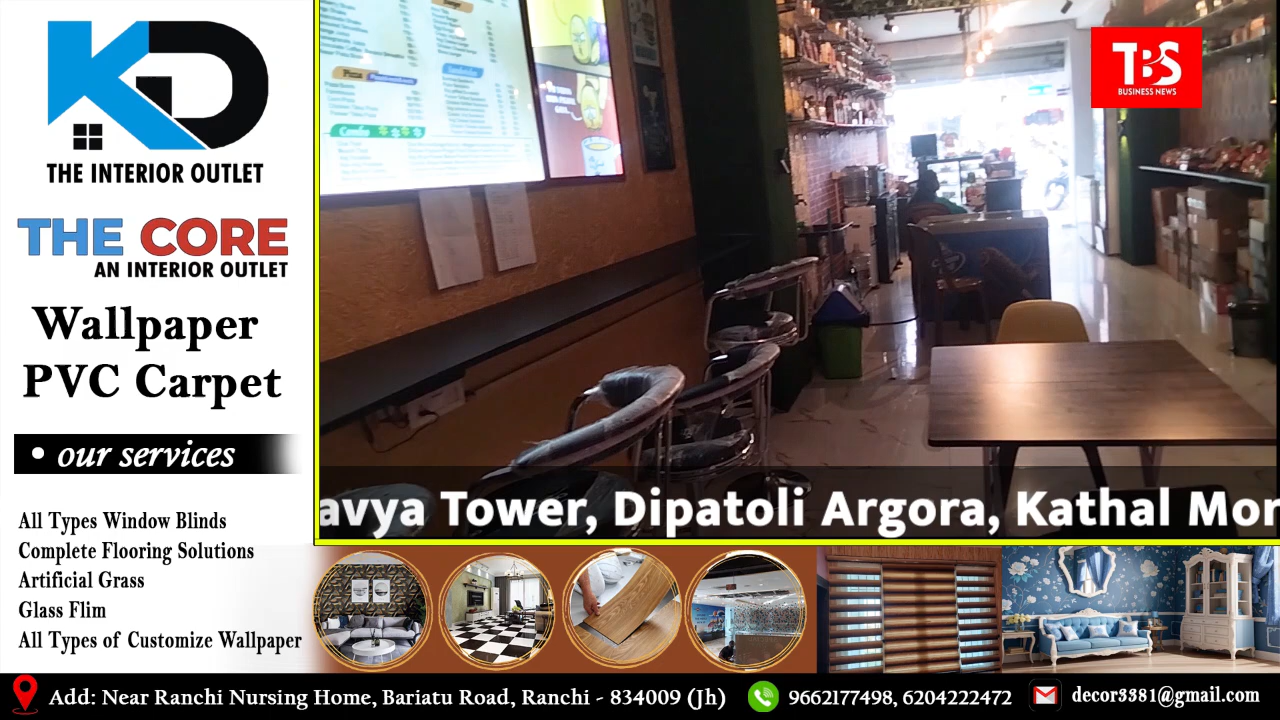 KD
THE INTERIOR OUTLET
THE CORE
AN INTERIOR OUTLET
Wallpaper
PVC Carpet
• our services
All Types Window Blinds
Complete Flooring Solutions
Artificial Grass
Glass Flim
All Types of Customize Wallpaper
Pizza
Sandwiches
Combo
TBS
BUSINESS NEWS
avya Tower, Dipatoli Argora, Kathal Mor
Add: Near Ranchi Nursing Home, Bariatu Road, Ranchi - 834009 (Jh)
9662177498, 6204222472
decor3381@gmail.com